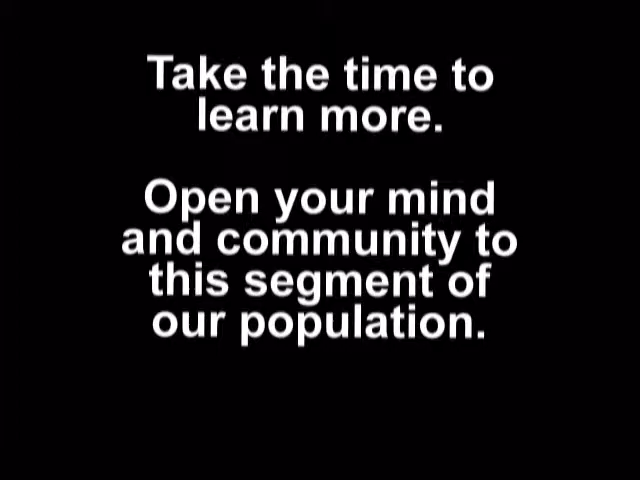 Take the time to
learn more.
Open your mind
and community to
this segment of
our population.